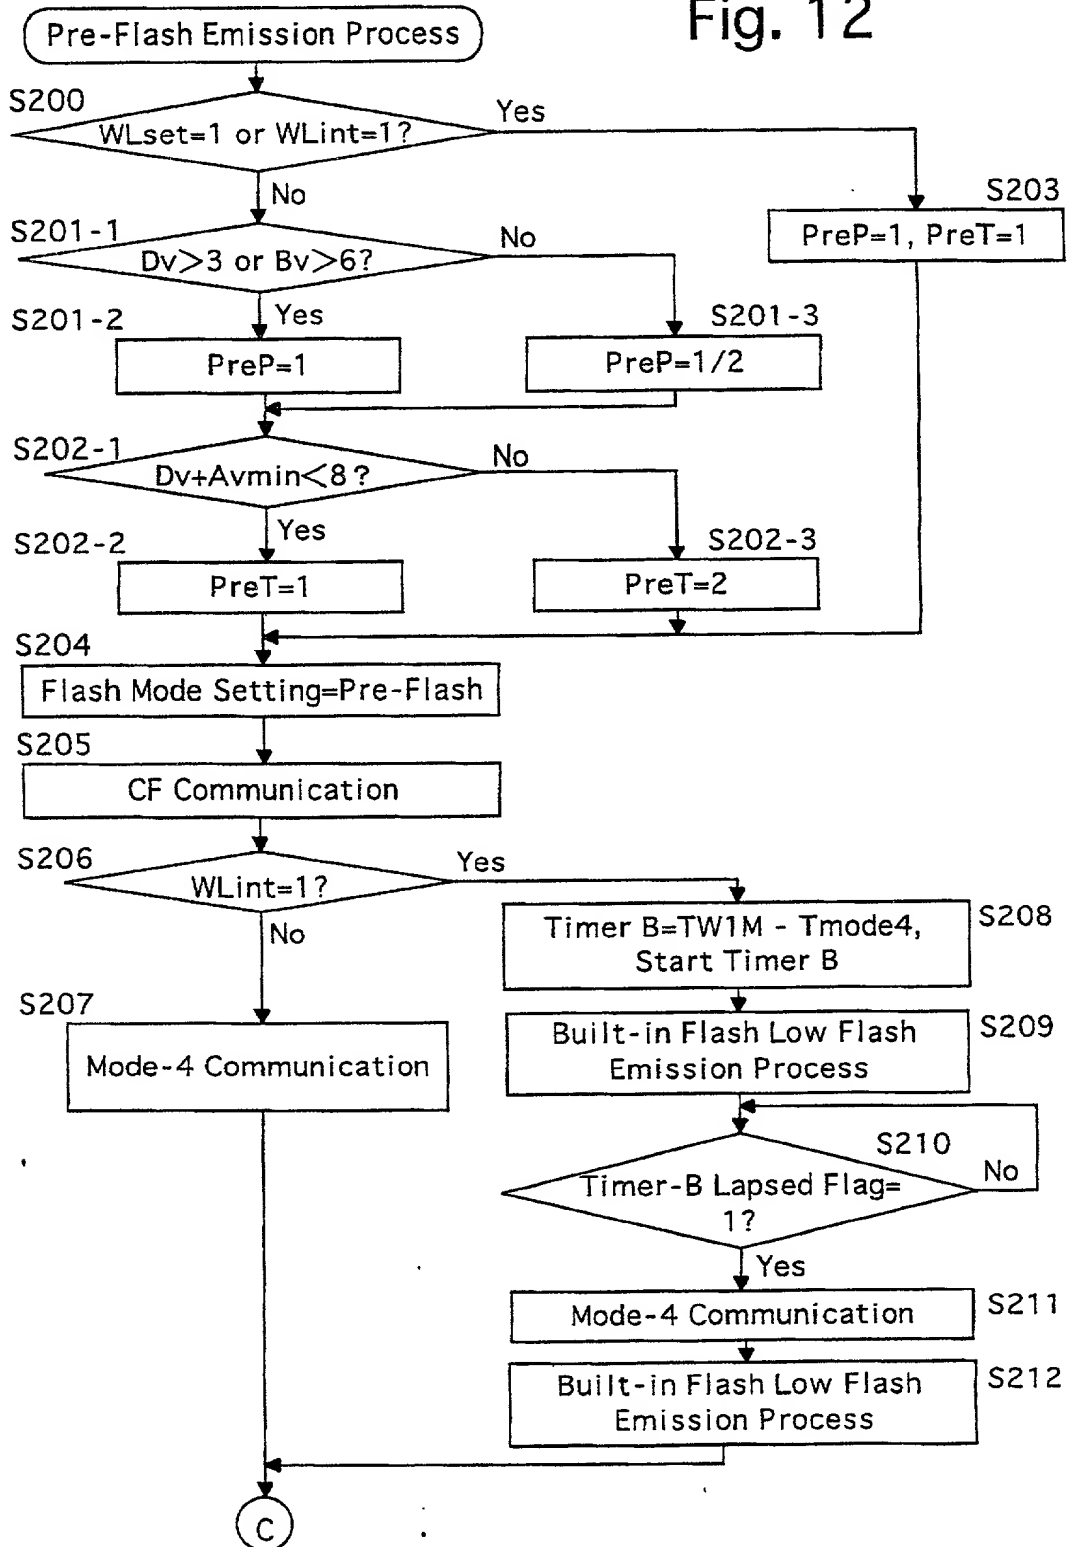 Fig. 12
Pre-Flash Emission Process
S200
WLset=1 or WLint=1?
Yes
No
S203
PreP=1, PreT=1
S201-1
Dv>3 or Bv>6?
No
Yes
S201-2
PreP=1
S201-3
PreP=1/2
S202-1
Dv+Avmin<8?
No
Yes
S202-2
PreT=1
S202-3
PreT=2
S204
Flash Mode Setting=Pre-Flash
S205
CF Communication
S206
WLint=1?
Yes
No
S207
Mode-4 Communication
S208
Timer B=TW1M - Tmode4,
Start Timer B
S209
Built-in Flash Low Flash
Emission Process
S210
Timer-B Lapsed Flag=
1?
No
Yes
S211
Mode-4 Communication
S212
Built-in Flash Low Flash
Emission Process
C